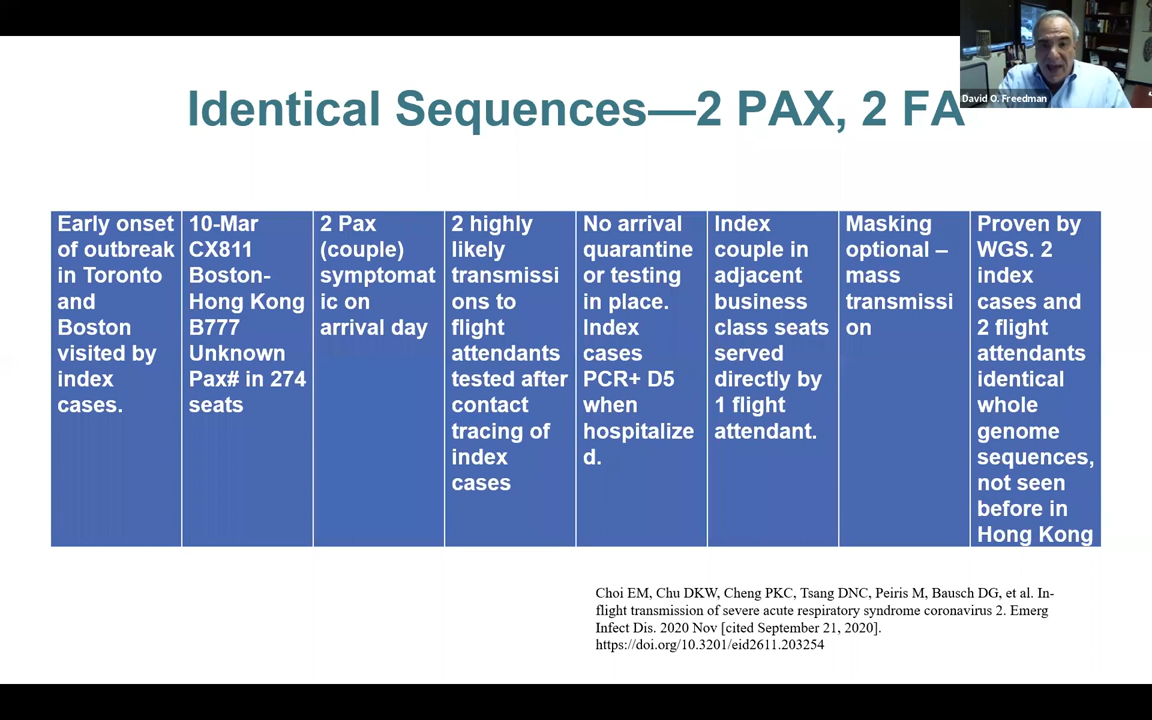 David O. Freedman
Identical Sequences—2 PAX, 2 FA
Early onset
of outbreak
in Toronto
and
Boston
visited by
index
cases.
10-Mar
CX811
Boston-
Hong Kong
B777
Unknown
Pax# in 274
seats
2 Pax
(couple)
symptomat
ic on
arrival day
2 highly
likely
transmissi
ons to
flight
attendants
tested after
contact
tracing of
index
cases
No arrival
quarantine
or testing
in place.
Index
cases
PCR+ D5
when
hospitalize
d.
Index
couple in
adjacent
business
class seats
served
directly by
1 flight
attendant.
Masking
optional –
mass
transmissi
on
Proven by
WGS. 2
index
cases and
2 flight
attendants
identical
whole
genome
sequences,
not seen
before in
Hong Kong
Choi EM, Chu DKW, Cheng PKC, Tsang DNC, Peiris M, Bausch DG, et al. In-
flight transmission of severe acute respiratory syndrome coronavirus 2. Emerg
Infect Dis. 2020 Nov [cited September 21, 2020].
https://doi.org/10.3201/eid2611.203254